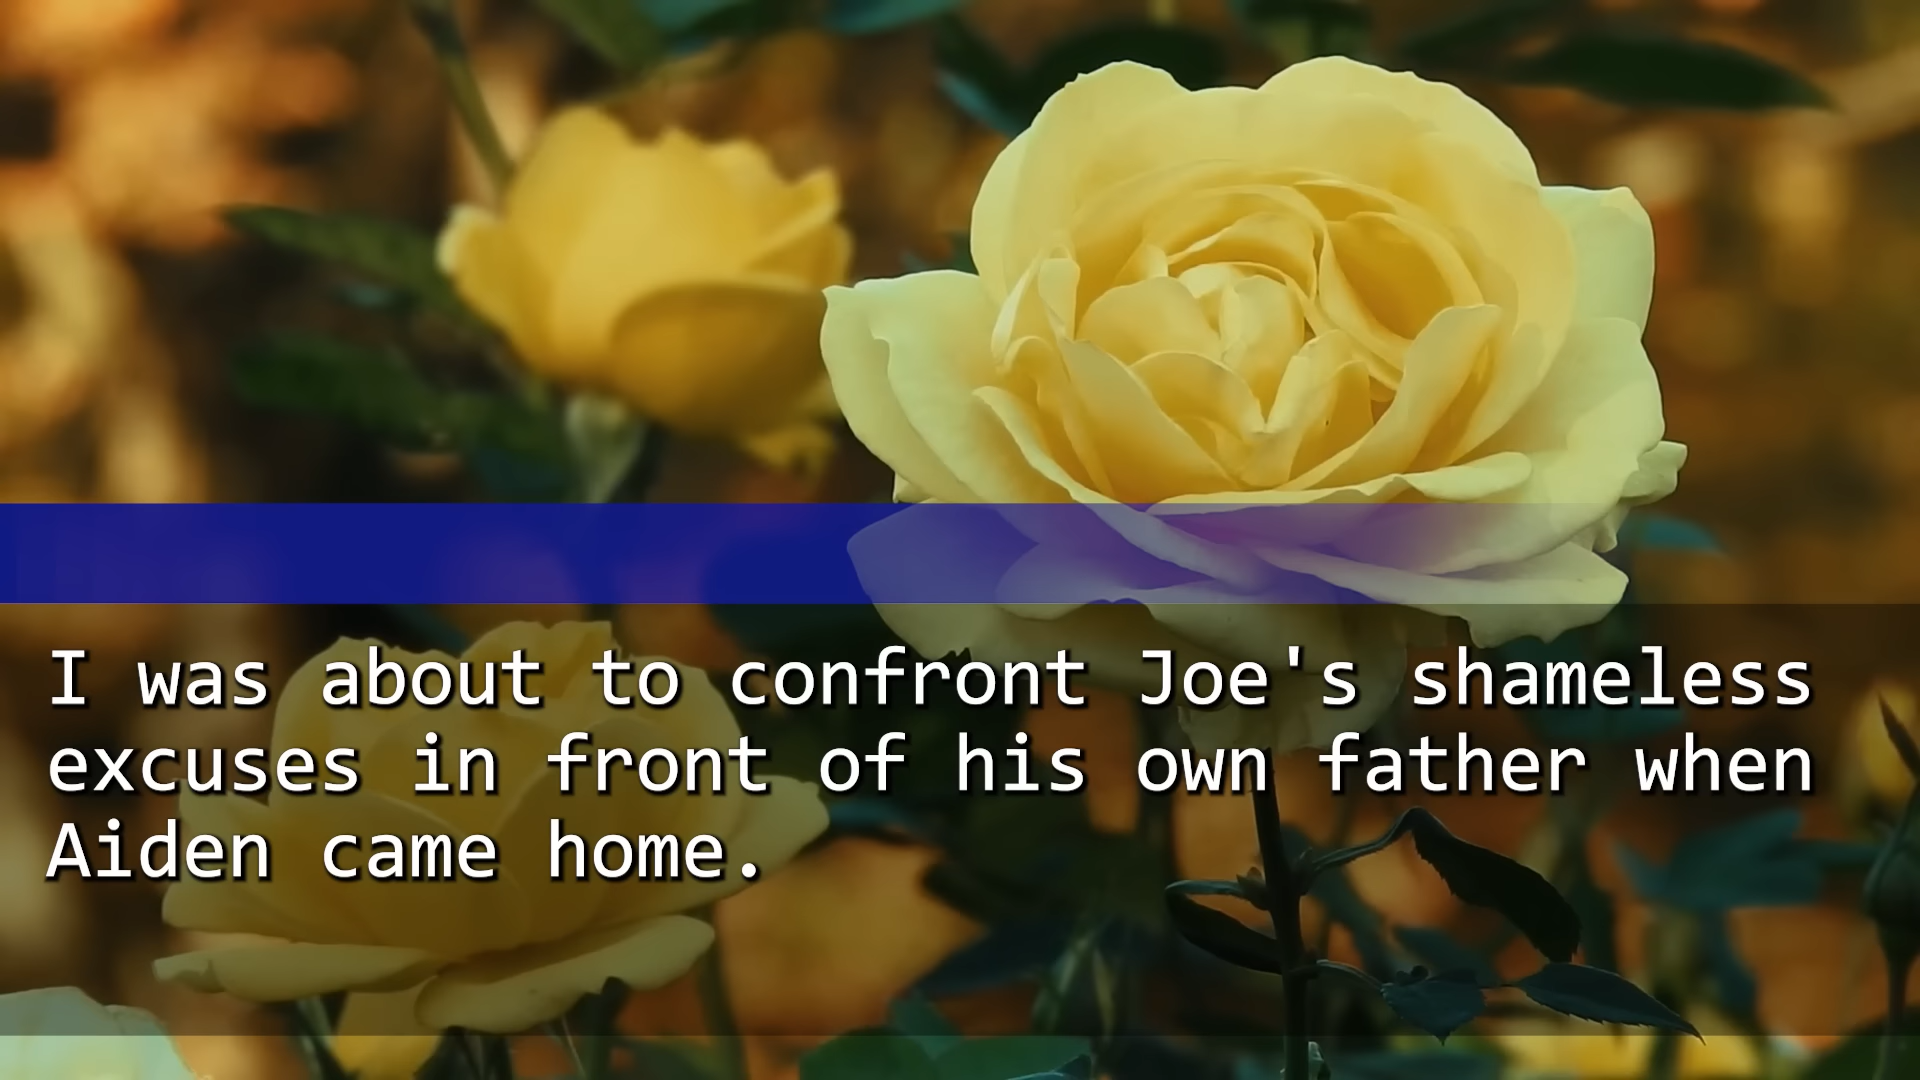 I was about to confront Joe's shameless
excuses in front of his own father when
Aiden came home.